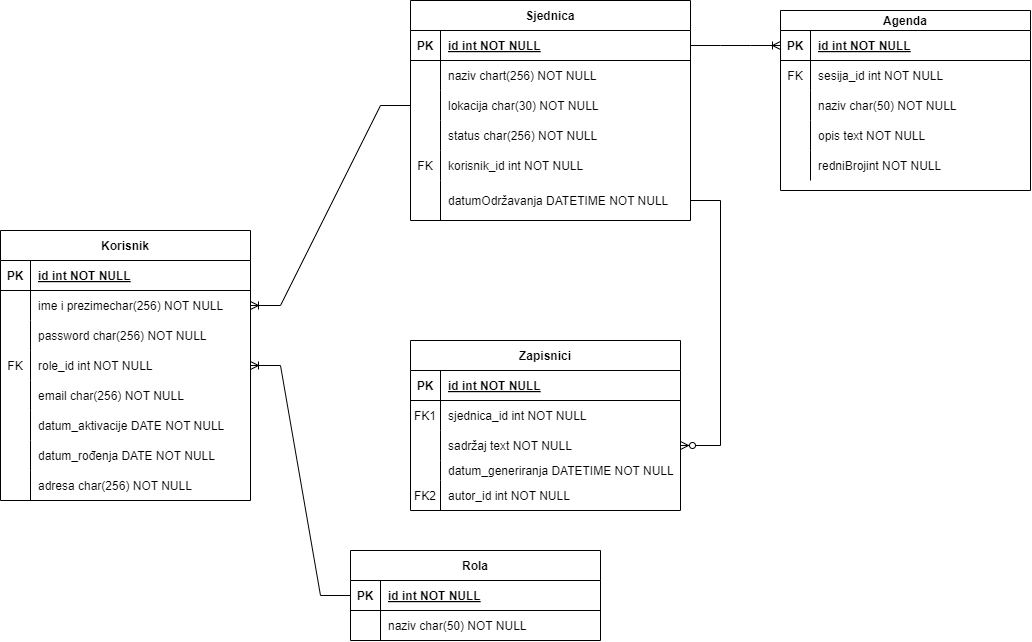 Sjednica
PK id int NOT NULL
naziv chart(256) NOT NULL
lokacija char(30) NOT NULL
status char(256) NOT NULL
FK korisnik_id int NOT NULL
datumOdržavanja DATETIME NOT NULL
Agenda
PK id int NOT NULL
FK sesija_id int NOT NULL
naziv char(50) NOT NULL
opis text NOT NULL
redniBrojint NOT NULL
Korisnik
PK id int NOT NULL
ime i prezimechar(256) NOT NULL
password char(256) NOT NULL
FK role_id int NOT NULL
email char(256) NOT NULL
datum_aktivacije DATE NOT NULL
datum_rođenja DATE NOT NULL
adresa char(256) NOT NULL
Zapisnici
PK id int NOT NULL
FK1 sjednica_id int NOT NULL
sadržaj text NOT NULL
datum_generiranja DATETIME NOT NULL
FK2 autor_id int NOT NULL
Rola
PK id int NOT NULL
naziv char(50) NOT NULL